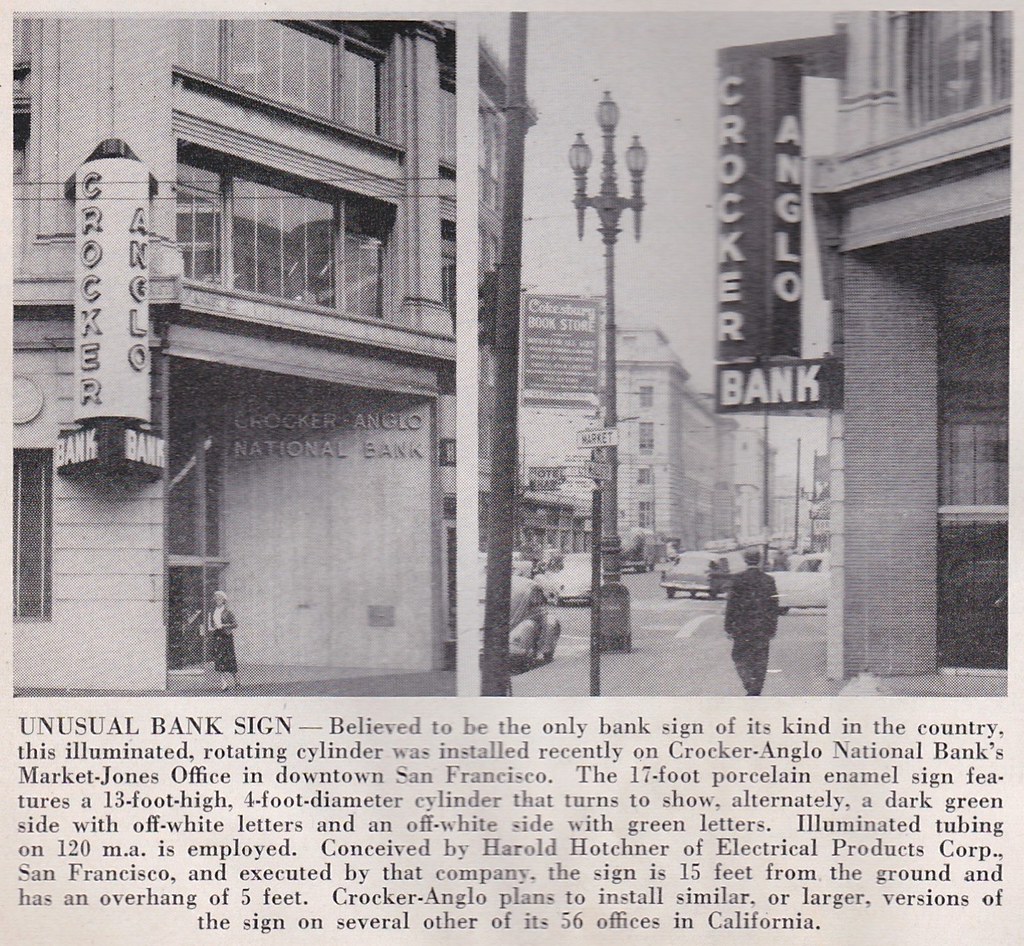 CROCKER
ANGLO
BANK
BANK
CROCKER-ANGLO
NATIONAL BANK
Cokesbury
BOOK STORE
MARKET
HOTEL
CROCKER
ANGLO
BANK
UNUSUAL BANK SIGN — Believed to be the only bank sign of its kind in the country,
this illuminated, rotating cylinder was installed recently on Crocker-Anglo National Bank's
Market-Jones Office in downtown San Francisco. The 17-foot porcelain enamel sign fea-
tures a 13-foot-high, 4-foot-diameter cylinder that turns to show, alternately, a dark green
side with off-white letters and an off-white side with green letters. Illuminated tubing
on 120 m.a. is employed. Conceived by Harold Hotchner of Electrical Products Corp.,
San Francisco, and executed by that company, the sign is 15 feet from the ground and
has an overhang of 5 feet. Crocker-Anglo plans to install similar, or larger, versions of
the sign on several other of its 56 offices in California.